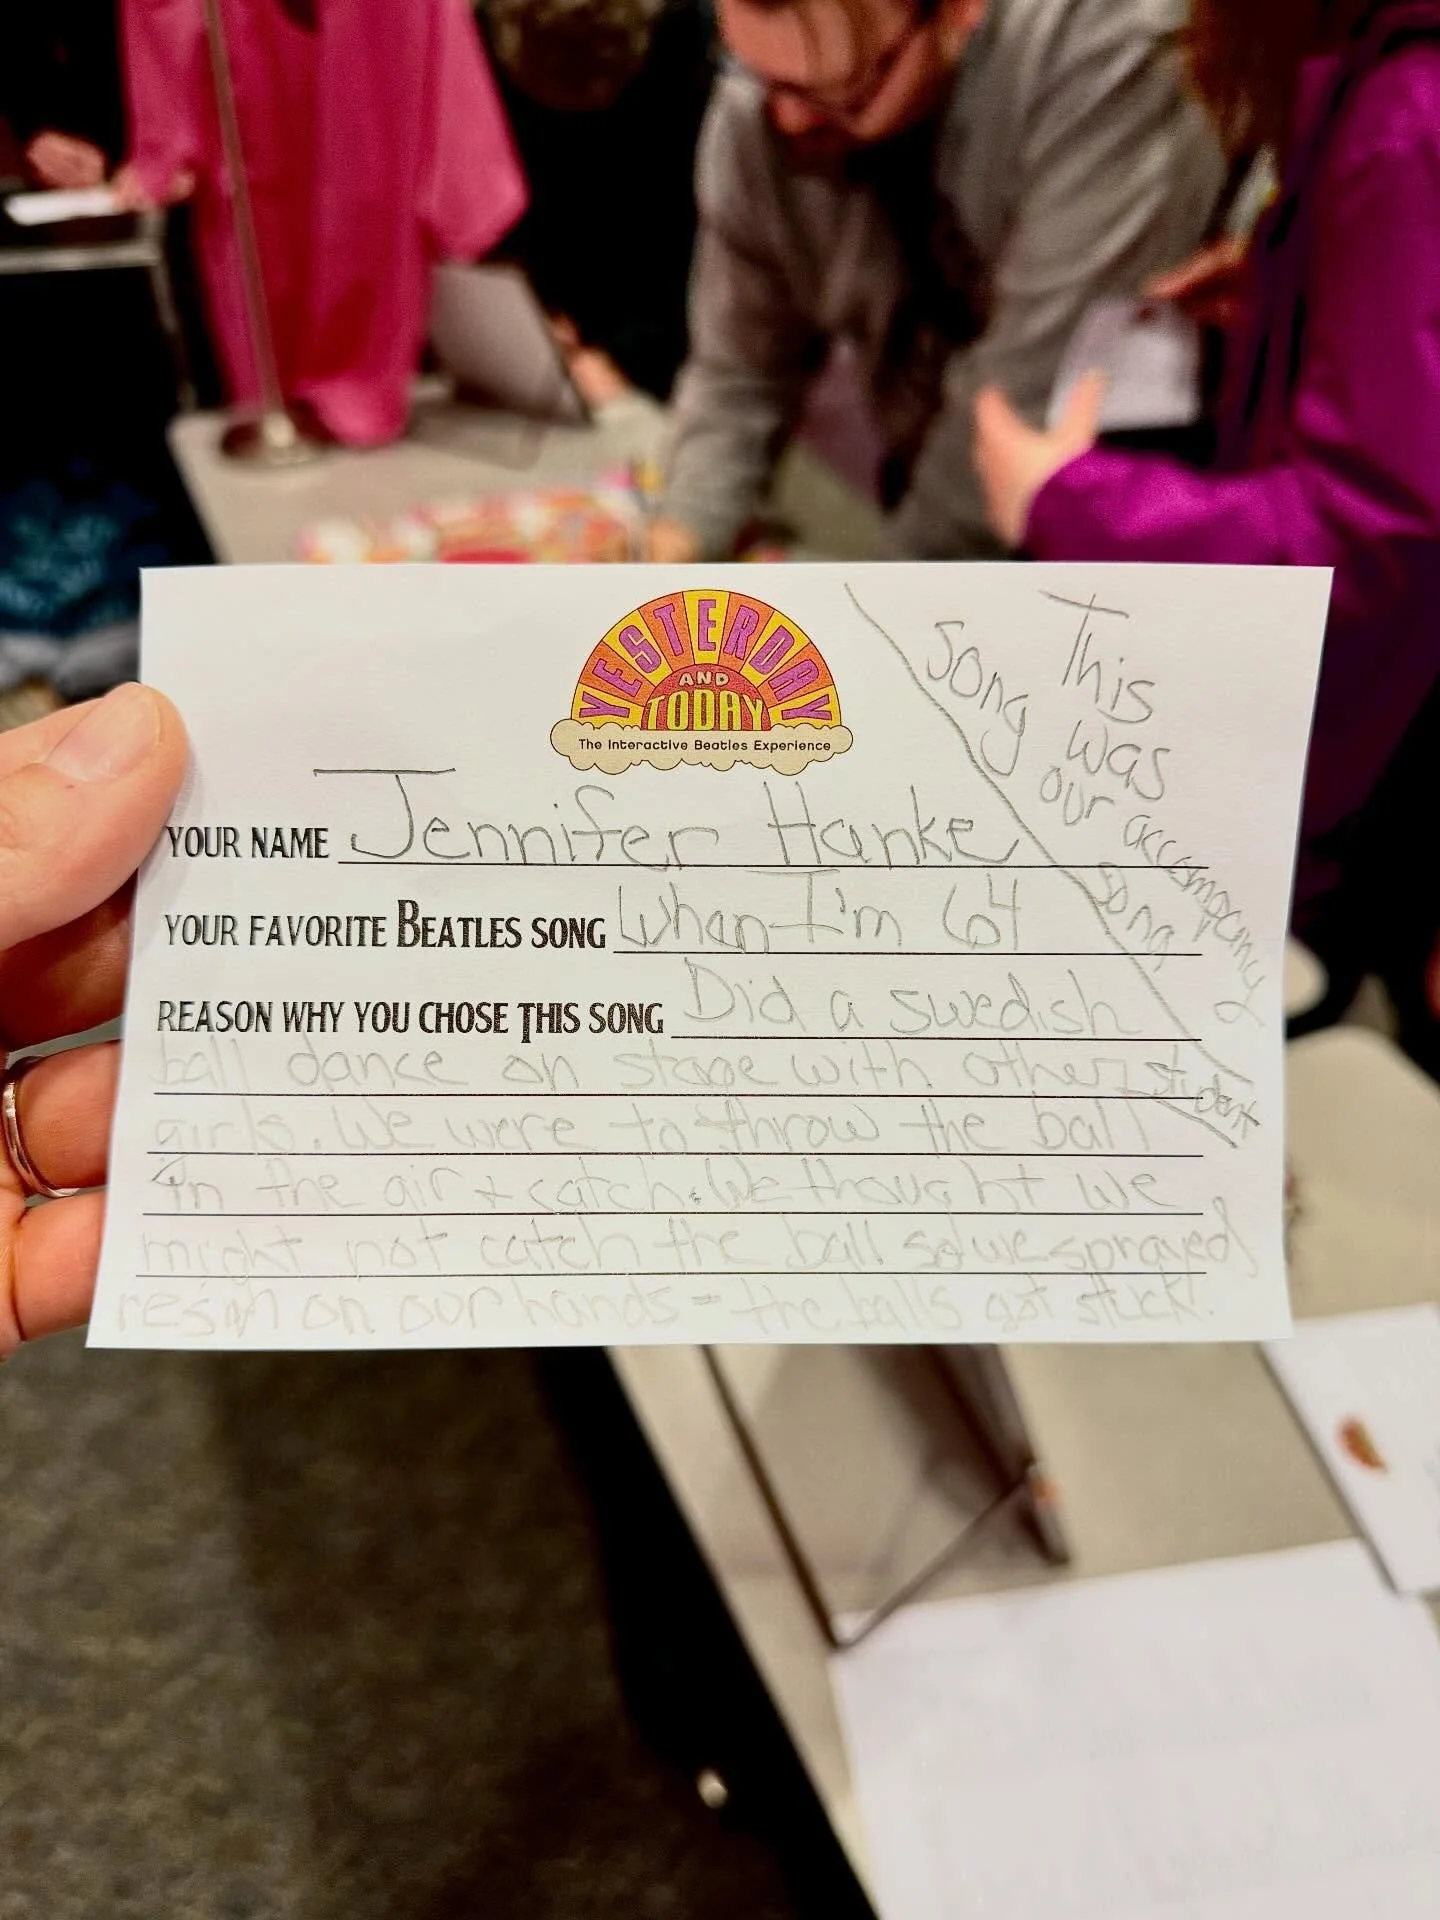 YESTERDAY
AND
TODAY
The Interactive Beatles Experience
YOUR NAME Jennifer Hanke
YOUR FAVORITE BEATLES SONG When I'm 64
REASON WHY YOU CHOSE THIS SONG Did a swedish
ball dance on stage with other student
girls. We were to throw the ball
in the air + catch. We thought we
might not catch the ball so we sprayed
resin on our hands - the balls got stuck.
This
song was
our accompany
song